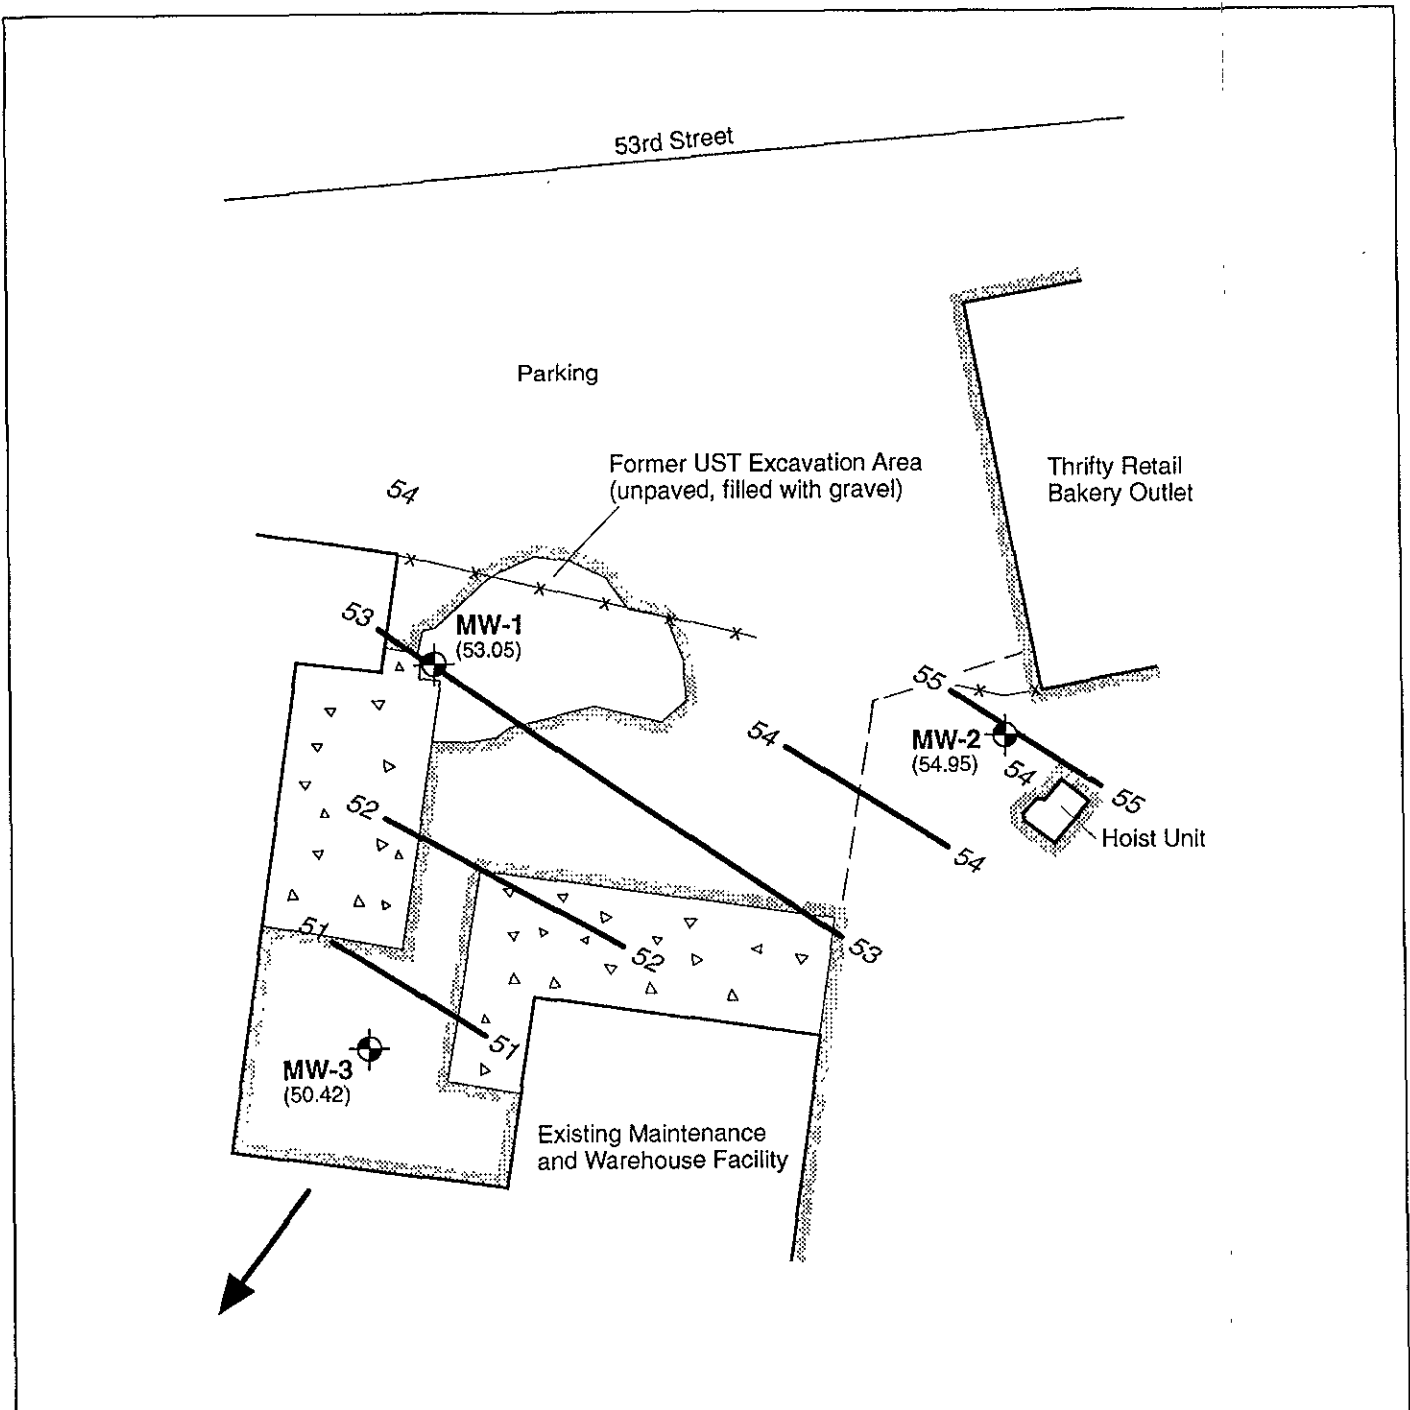 53rd Street
Parking
Former UST Excavation Area
(unpaved, filled with gravel)
Thrifty Retail
Bakery Outlet
54
53
MW-1
(53.05)
55
54
MW-2
(54.95)
54
55
Hoist Unit
52
54
51
52
53
51
MW-3
(50.42)
Existing Maintenance
and Warehouse Facility